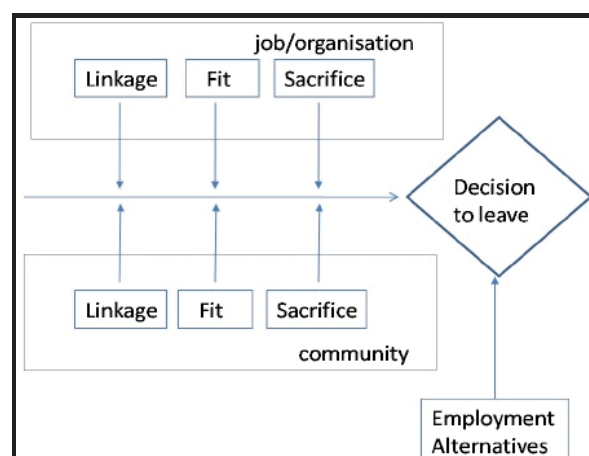 job/organisation
Linkage
Fit
Sacrifice
Decision
to leave
Linkage
Fit
Sacrifice
community
Employment
Alternatives